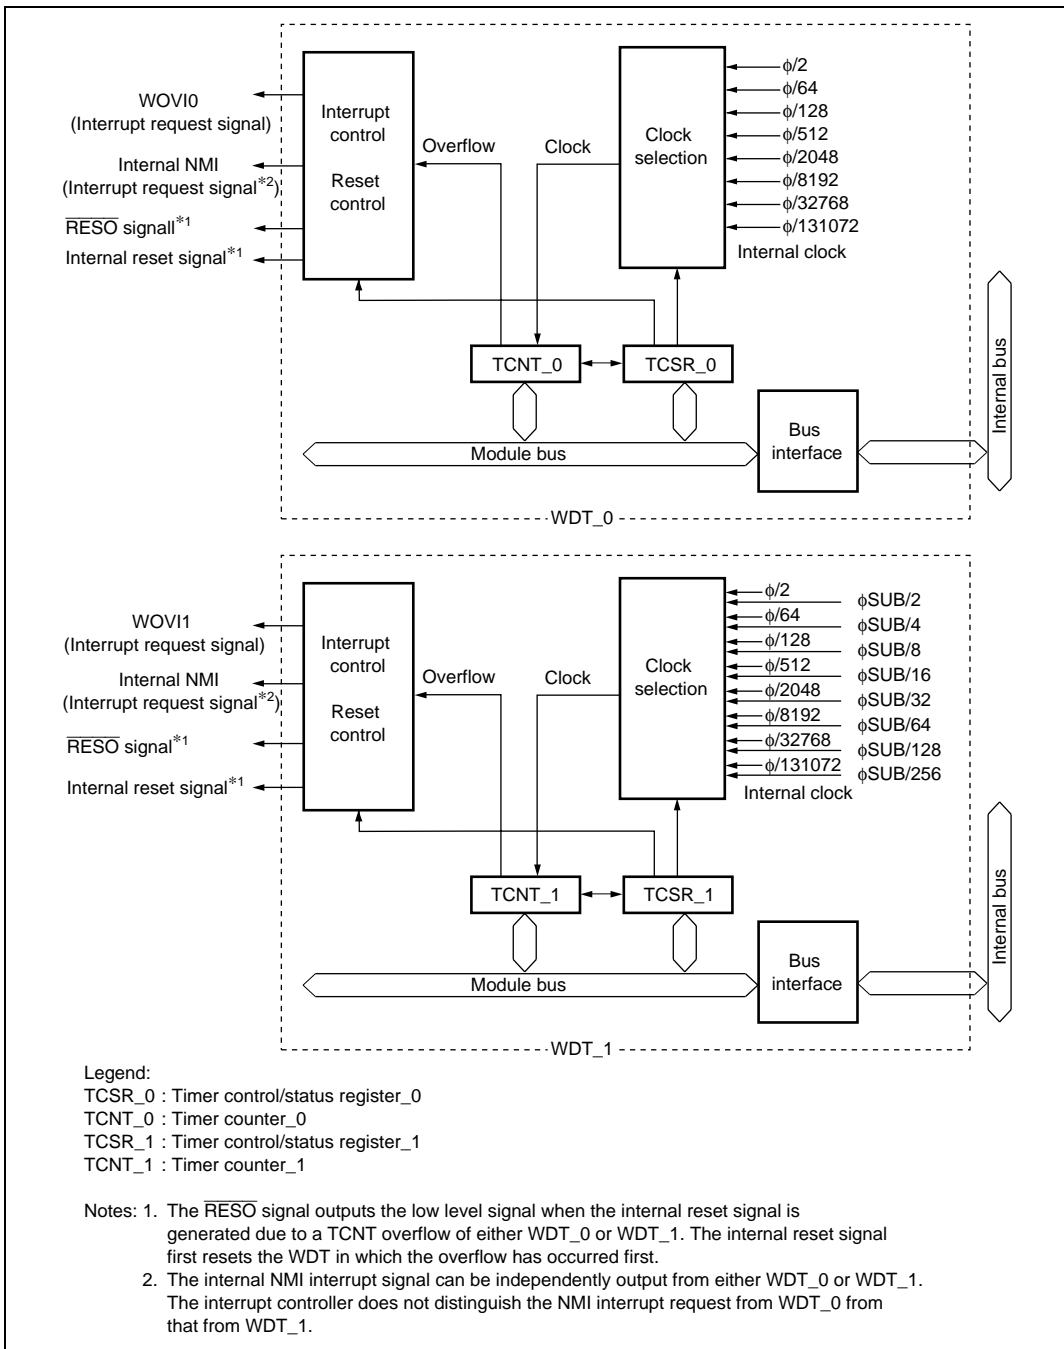 WOVI0
(Interrupt request signal)
Internal NMI
(Interrupt request signal*2)
RESO signall*1
Internal reset signal*1
Interrupt
control
Reset
control
Overflow
Clock
Clock
selection
ϕ/2
ϕ/64
ϕ/128
ϕ/512
ϕ/2048
ϕ/8192
ϕ/32768
ϕ/131072
Internal clock
TCNT_0
TCSR_0
Module bus
Bus
interface
Internal bus
WDT_0
WOVI1
(Interrupt request signal)
Internal NMI
(Interrupt request signal*2)
RESO signal*1
Internal reset signal*1
Interrupt
control
Reset
control
Overflow
Clock
Clock
selection
ϕ/2
ϕSUB/2
ϕ/64
ϕSUB/4
ϕ/128
ϕSUB/8
ϕ/512
ϕSUB/16
ϕ/2048
ϕSUB/32
ϕ/8192
ϕSUB/64
ϕ/32768
ϕSUB/128
ϕ/131072
ϕSUB/256
Internal clock
TCNT_1
TCSR_1
Module bus
Bus
interface
Internal bus
WDT_1
Legend:
TCSR_0 : Timer control/status register_0
TCNT_0 : Timer counter_0
TCSR_1 : Timer control/status register_1
TCNT_1 : Timer counter_1
Notes: 1. The RESO signal outputs the low level signal when the internal reset signal is
generated due to a TCNT overflow of either WDT_0 or WDT_1. The internal reset signal
first resets the WDT in which the overflow has occurred first.
2. The internal NMI interrupt signal can be independently output from either WDT_0 or WDT_1.
The interrupt controller does not distinguish the NMI interrupt request from WDT_0 from
that from WDT_1.